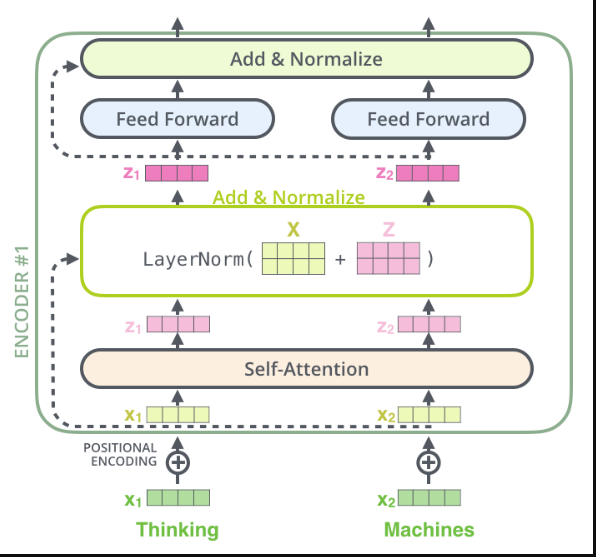 Add & Normalize
Feed Forward Feed Forward
z1 z2
Add & Normalize
X Z
LayerNorm( + )
ENCODER #1
z1 z2
Self-Attention
x1 x2
POSITIONAL
ENCODING
x1 x2
Thinking Machines